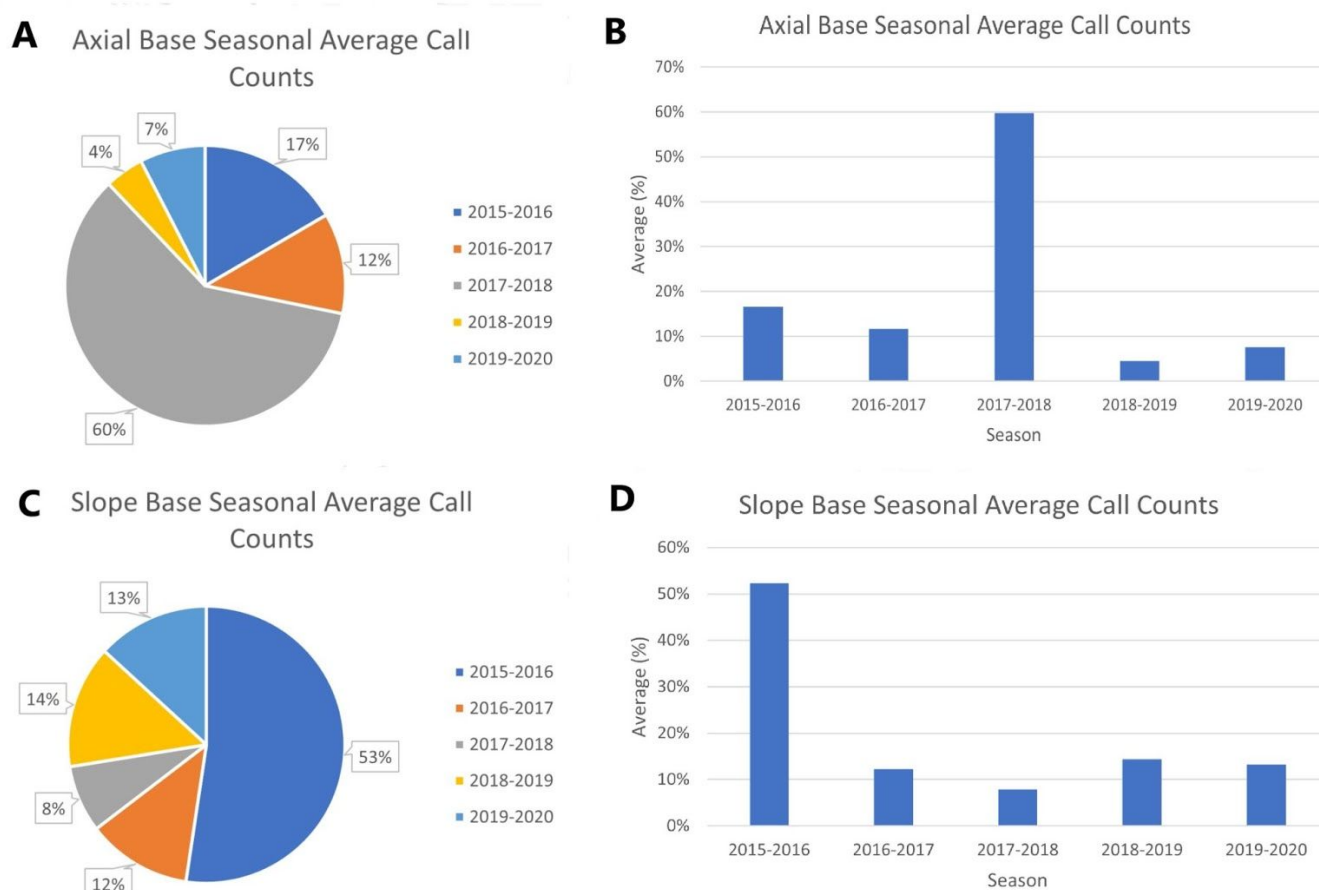 A
Axial Base Seasonal Average Call
Counts
7%
4%
17%
12%
60%
2015-2016
2016-2017
2017-2018
2018-2019
2019-2020
B
Axial Base Seasonal Average Call Counts
70%
60%
50%
40%
30%
20%
10%
0%
Average (%)
2015-2016 2016-2017 2017-2018 2018-2019 2019-2020
Season
C
Slope Base Seasonal Average Call
Counts
13%
14%
8%
12%
53%
2015-2016
2016-2017
2017-2018
2018-2019
2019-2020
D
Slope Base Seasonal Average Call Counts
60%
50%
40%
30%
20%
10%
0%
Average (%)
2015-2016 2016-2017 2017-2018 2018-2019 2019-2020
Season